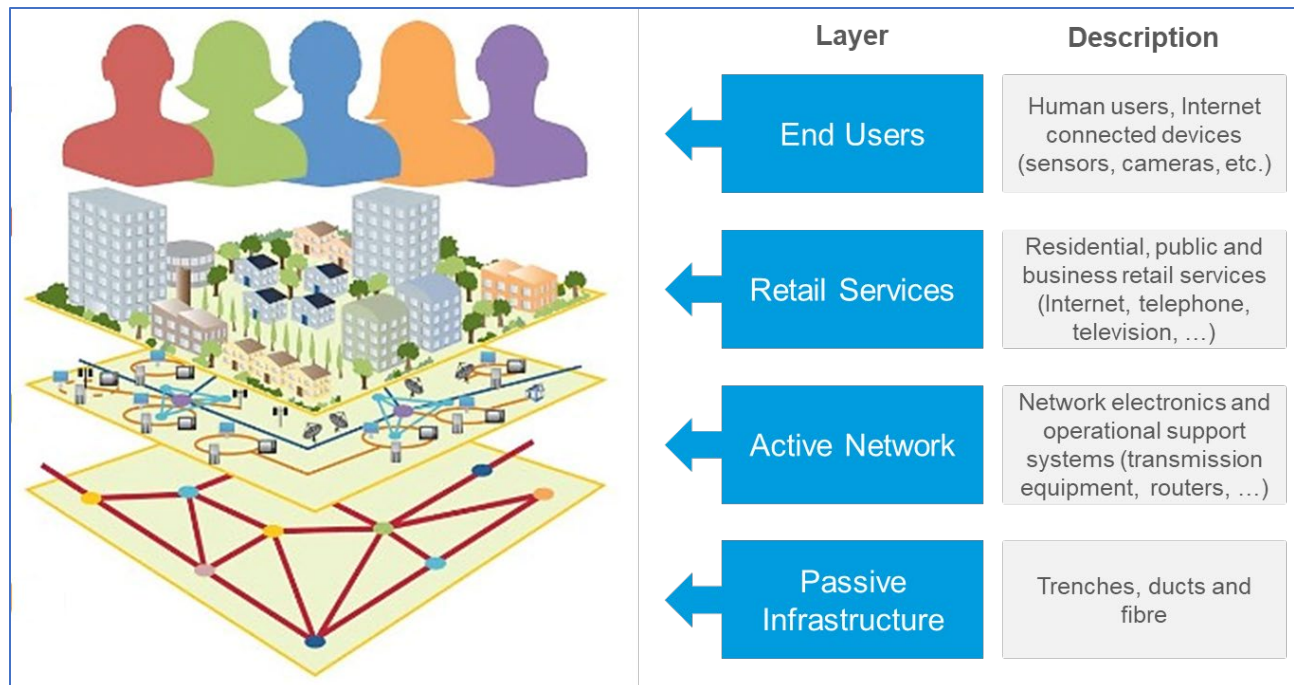 Layer
Description
End Users
Human users, Internet
connected devices
(sensors, cameras, etc.)
Retail Services
Residential, public and
business retail services
(Internet, telephone,
television, …)
Active Network
Network electronics and
operational support
systems (transmission
equipment, routers, …)
Passive
Infrastructure
Trenches, ducts and
fibre